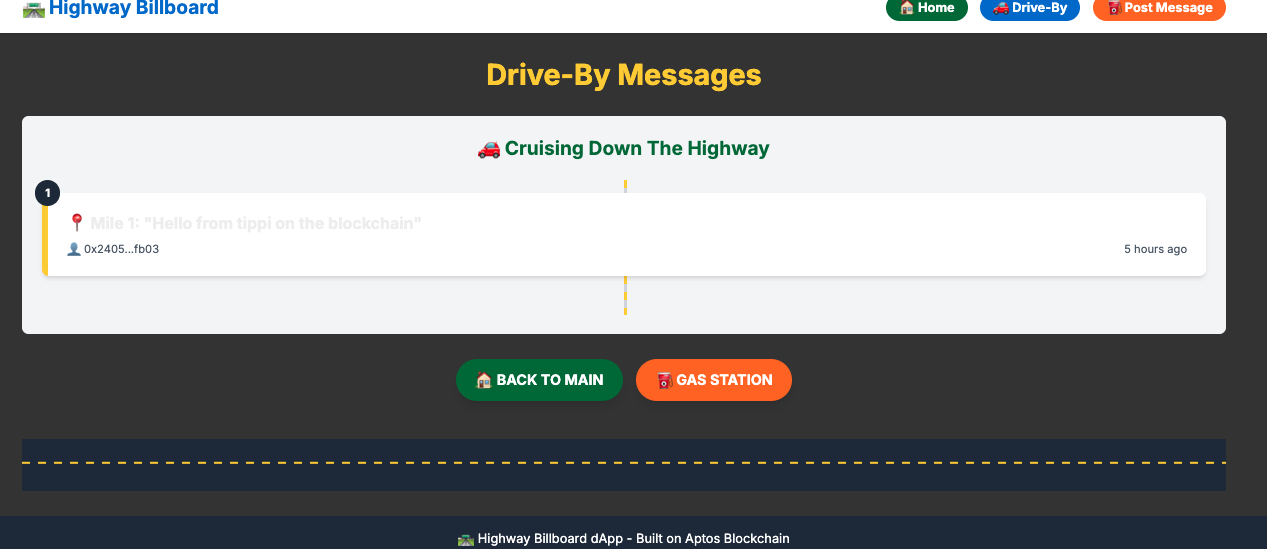 Highway Billboard
Home
Drive-By
Post Message
Drive-By Messages
Cruising Down The Highway
1
Mile 1: "Hello from tippi on the blockchain"
0x2405...fb03
5 hours ago
BACK TO MAIN
GAS STATION
Highway Billboard dApp - Built on Aptos Blockchain